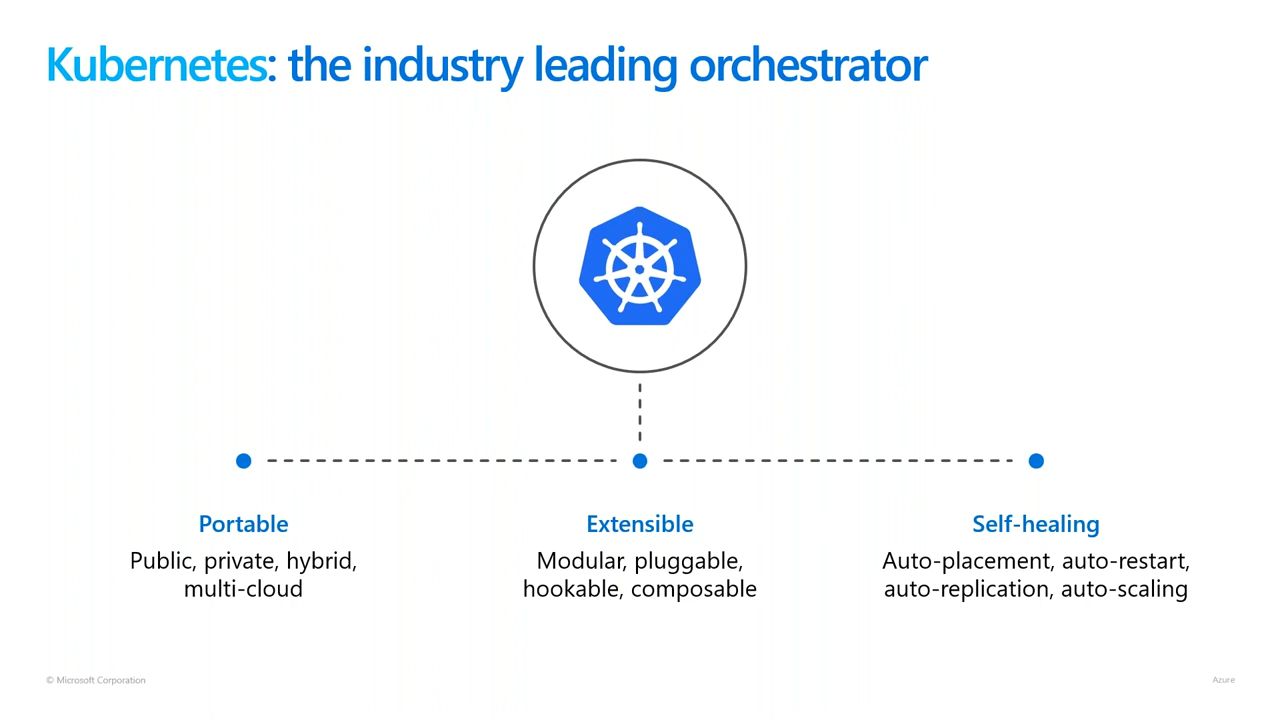 Kubernetes: the industry leading orchestrator
Portable
Public, private, hybrid,
multi-cloud
Extensible
Modular, pluggable,
hookable, composable
Self-healing
Auto-placement, auto-restart,
auto-replication, auto-scaling
© Microsoft Corporation
Azure